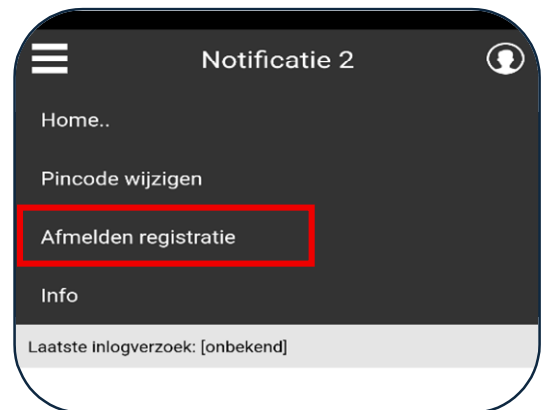 Notificatie 2
Home..
Pincode wijzigen
Afmelden registratie
Info
Laatste inlogverzoek: [onbekend]